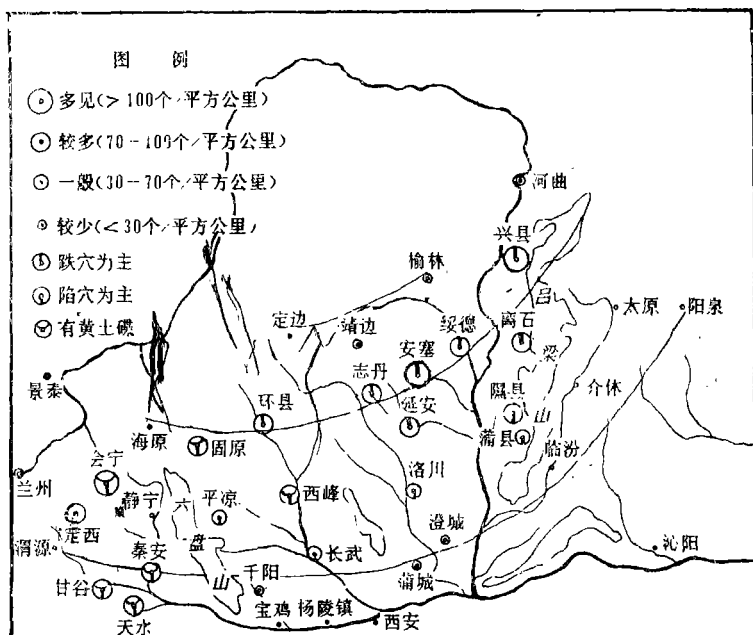 图 例
多见(>100个/平方公里)
较多(70-100个/平方公里)
一般(30-70个/平方公里)
较少(<30个/平方公里)
跌穴为主
陷穴为主
有黄土碟
河曲
兴县
榆林
吕
梁
山
太原
阳泉
定边
靖边
绥德
离石
安塞
志丹
介休
景泰
环县
延安
隰县
蒲县
海原
固原
临汾
会宁
兰州
静宁
平凉
六
盘
山
西峰
洛川
定西
澄城
渭源
秦安
长武
沁阳
甘谷
千阳
蒲城
天水
宝鸡
杨陵镇
西安